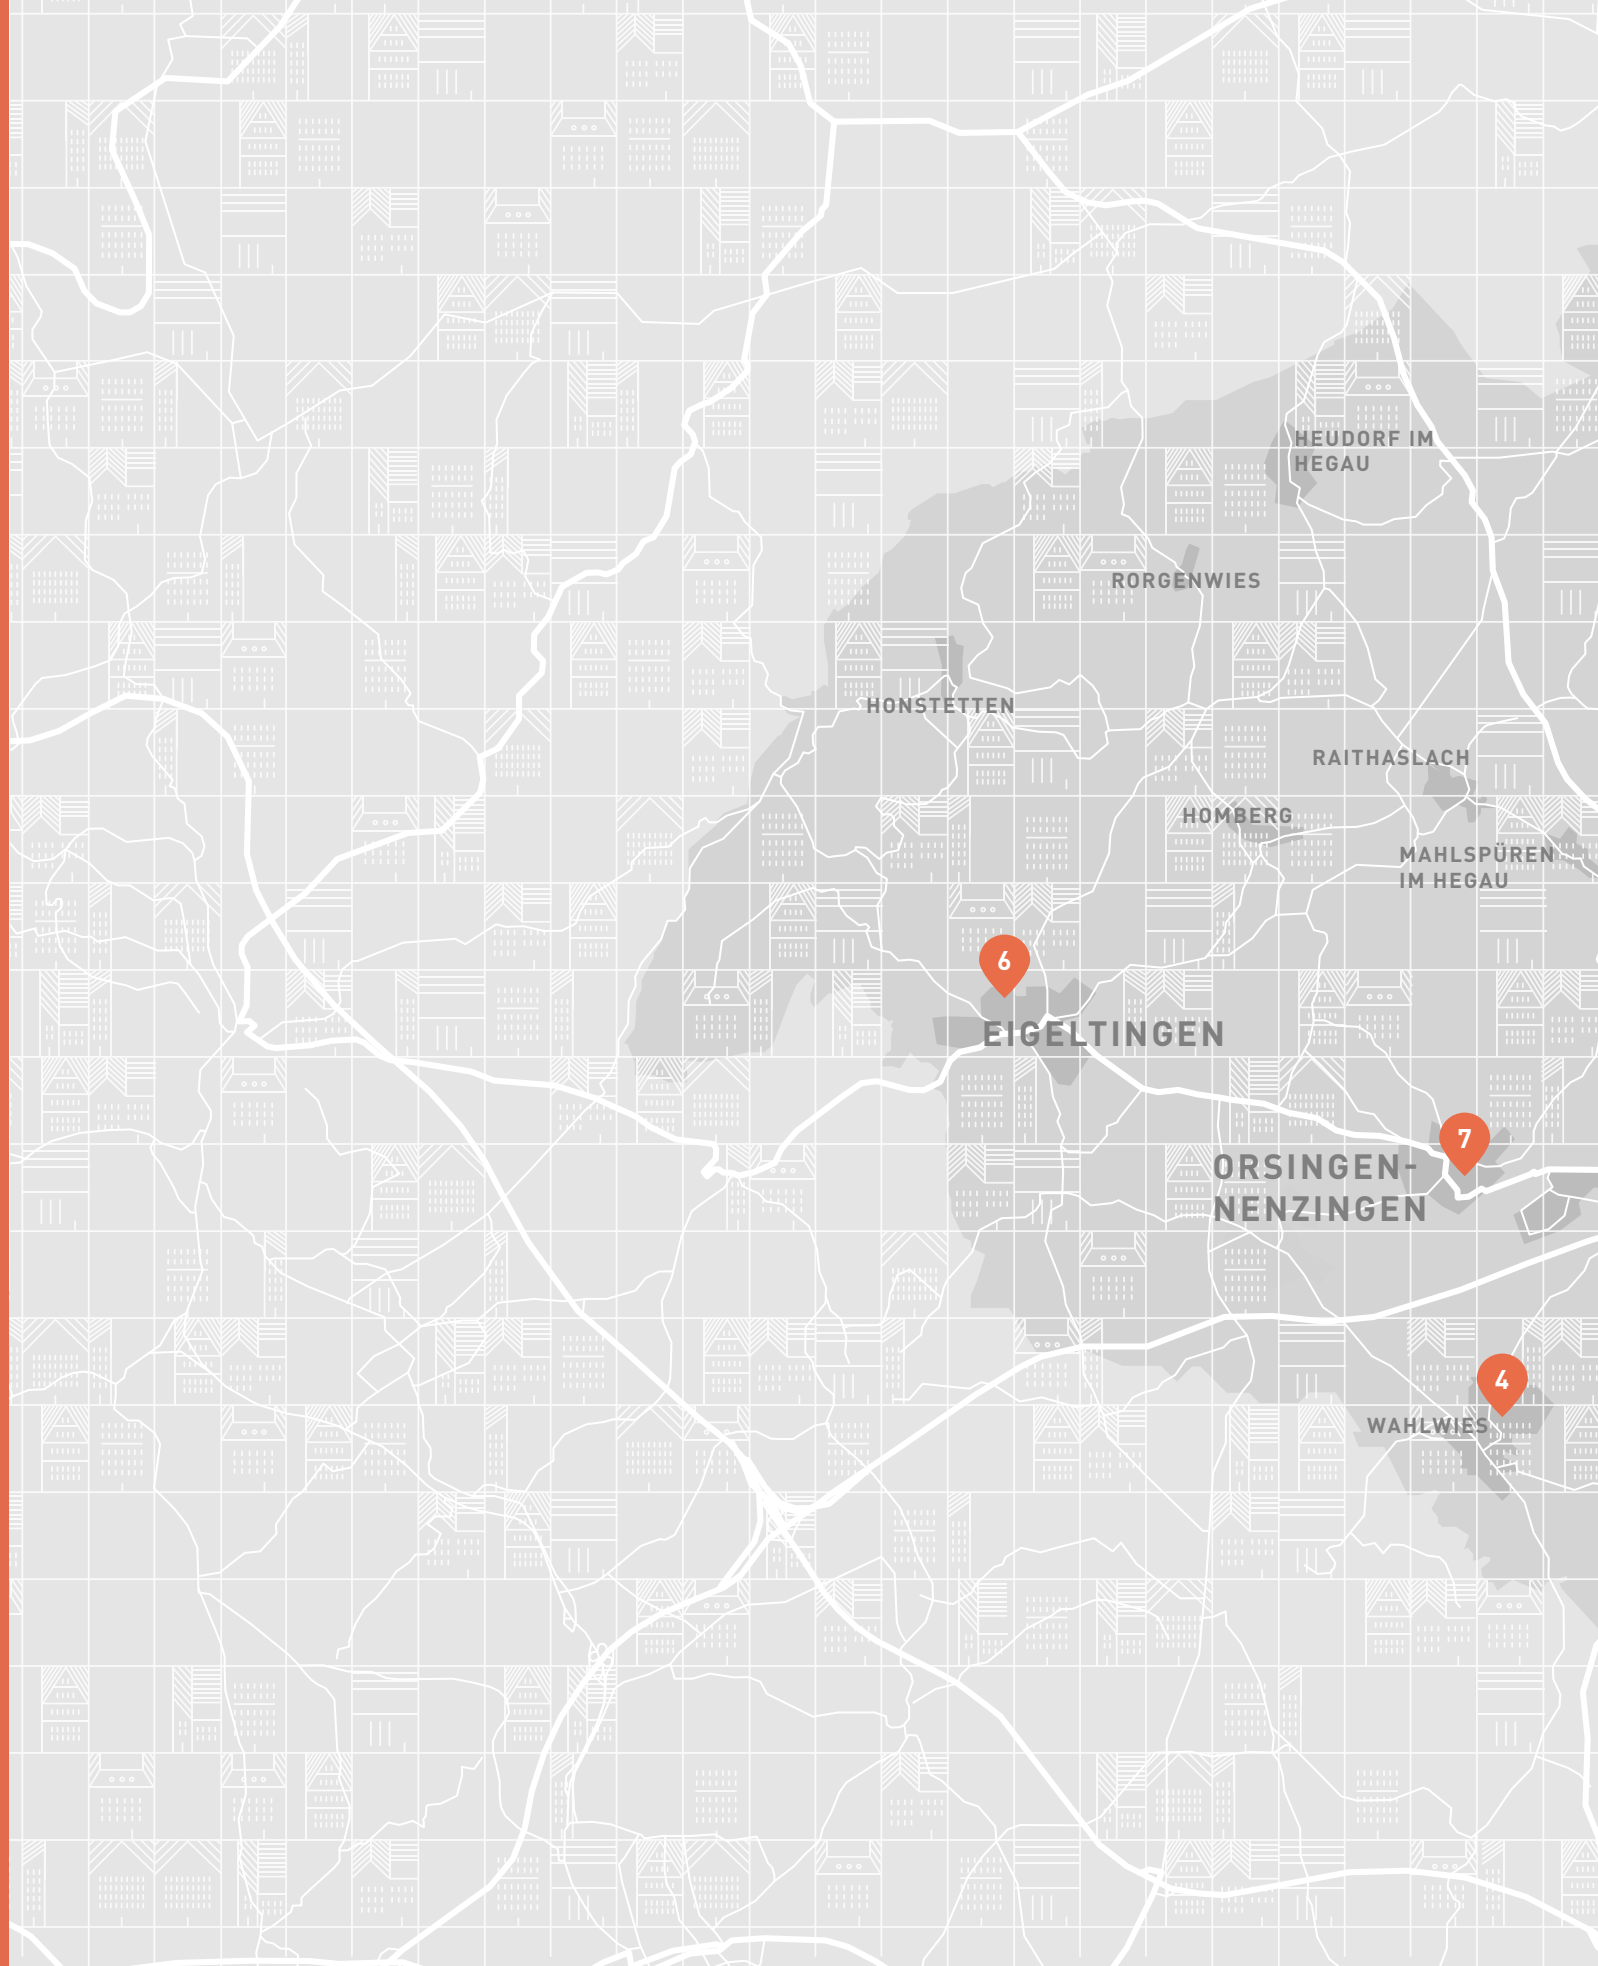 HEUDORF IM
HEGAU
RORGENWIES
HONSTETTEN
RAITHASLACH
HOMBERG
MAHLSPÜREN
IM HEGAU
6
EIGELTINGEN
7
ORSINGEN-
NENZINGEN
4
WAHLWIES